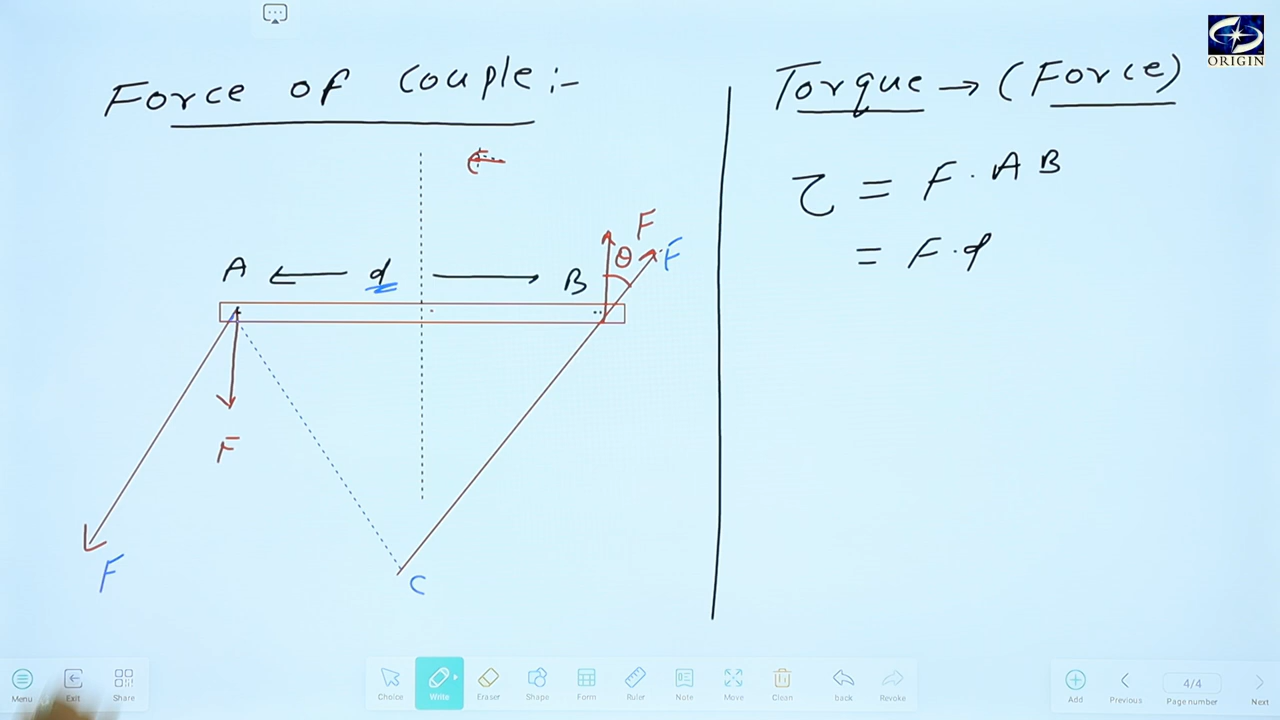 ORIGIN
Force of couple :-
A ← d → B
F
θ
F
F
F
C
Torque → (Force)
τ = F · AB
= F · d
Menu
Exit
Share
Choice
Write
Eraser
Shape
Form
Ruler
Note
Move
Clean
back
Revoke
Add
Previous
4/4
Page number
Next